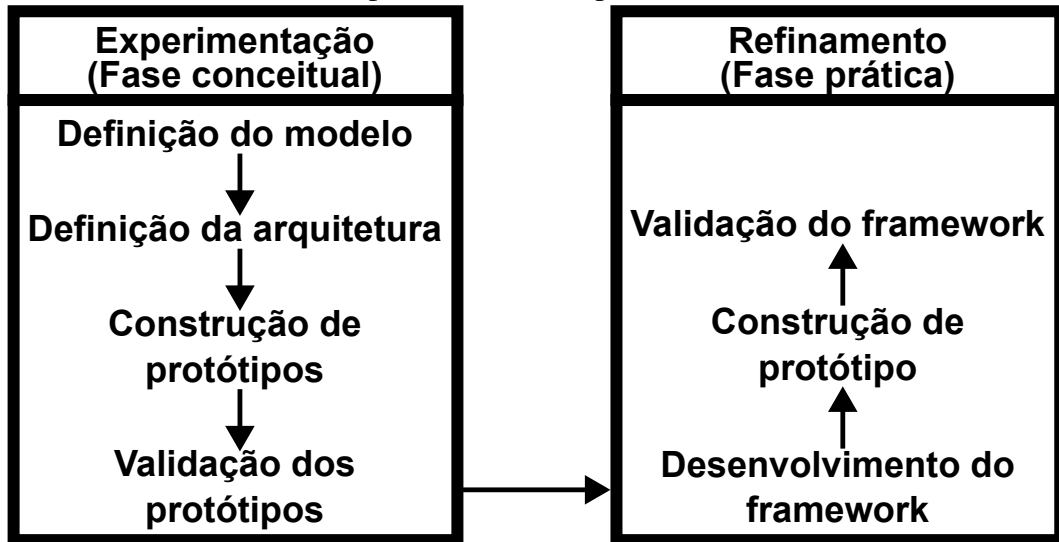 Experimentação
(Fase conceitual)
Definição do modelo
Definição da arquitetura
Construção de
protótipos
Validação dos
protótipos
Refinamento
(Fase prática)
Validação do framework
Construção de
protótipo
Desenvolvimento do
framework